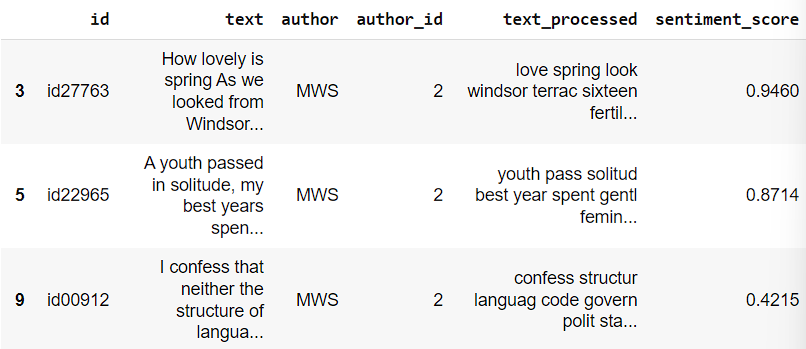 id text author author_id text_processed sentiment_score
How lovely is
spring As we
looked from
Windsor...
3 id27763 MWS 2 0.9460
love spring look
windsor terrac sixteen
fertil...
A youth passed
in solitude, my
best years
spen...
5 id22965 MWS 2 0.8714
youth pass solitud
best year spent gentl
femin...
I confess that
neither the
structure of
langua...
9 id00912 MWS 2 0.4215
confess structur
languag code govern
polit sta...